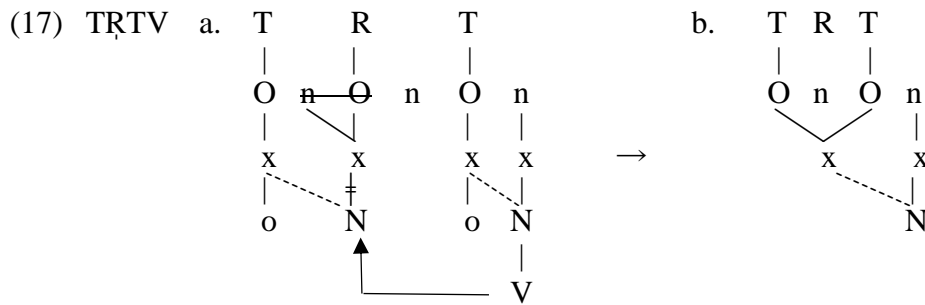 (17) TR̩TV a. T R T b. T R T
O n O n O n O n O n
x x x x → x x
o N o N N
V